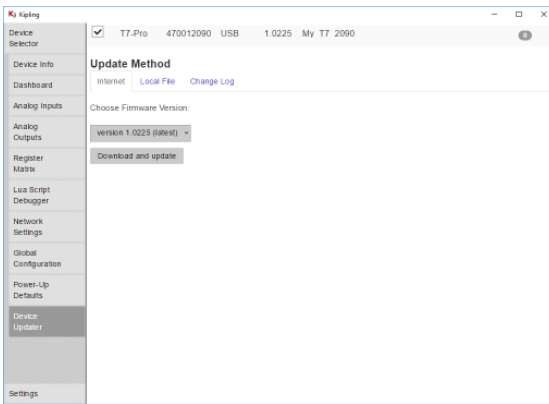 Kipling
Device
Selector
Device Info
Dashboard
Analog Inputs
Analog
Outputs
Register
Matrix
Lua Script
Debugger
Network
Settings
Global
Configuration
Power-Up
Defaults
Device
Updater
Settings
T7-Pro 470012090 USB 1.0225 My T7 2090
0
Update Method
Internet Local File Change Log
Choose Firmware Version:
version 1.0225 (latest)
Download and update